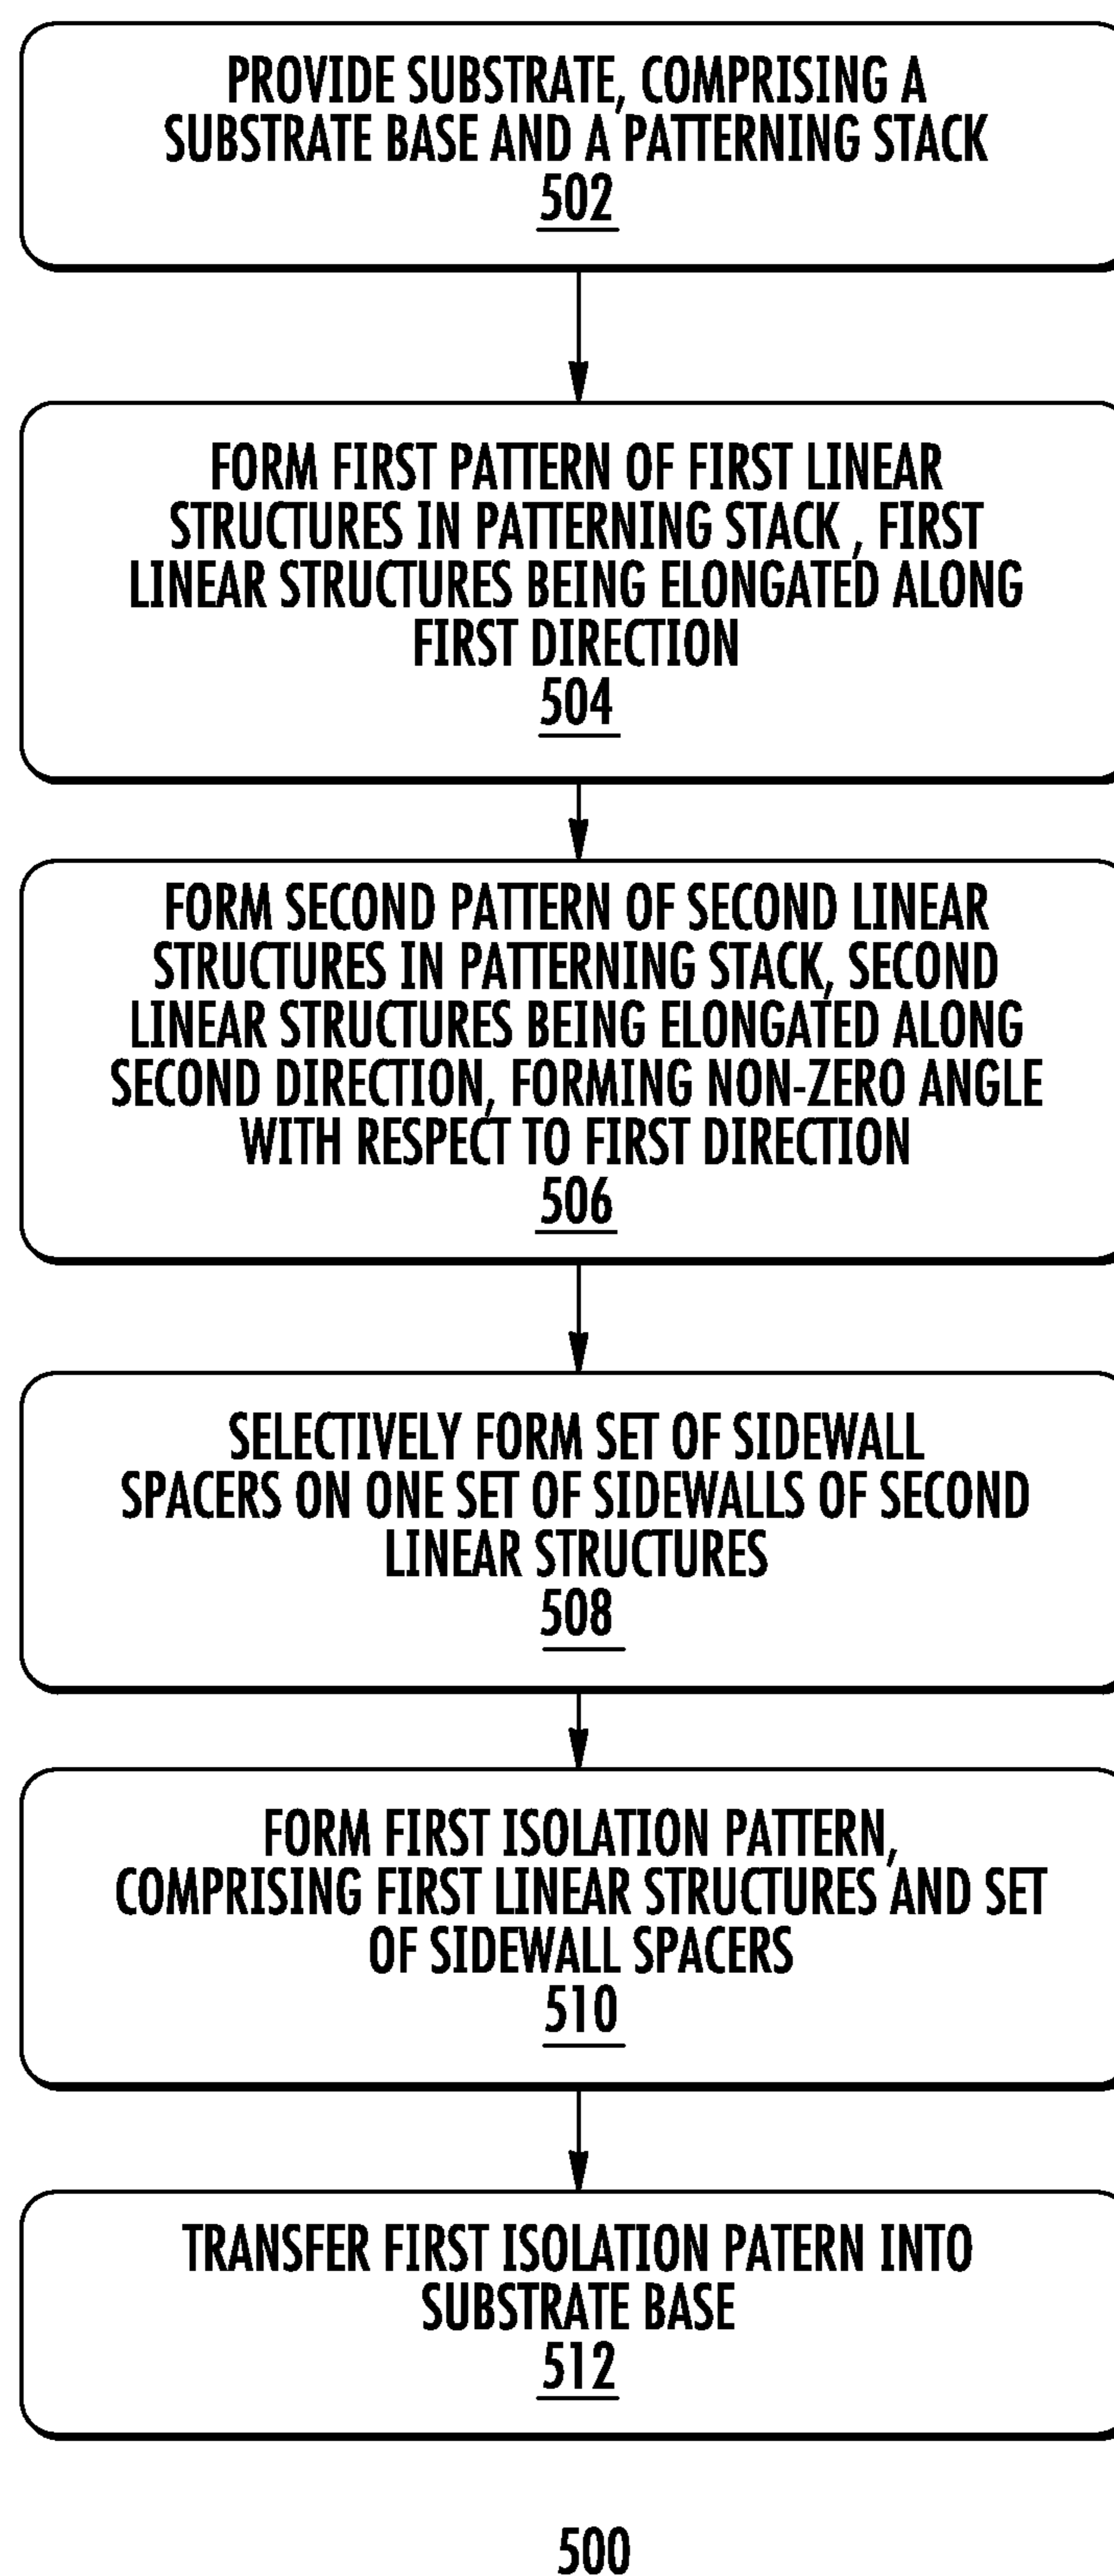 PROVIDE SUBSTRATE, COMPRISING A
SUBSTRATE BASE AND A PATTERNING STACK
502
FORM FIRST PATTERN OF FIRST LINEAR
STRUCTURES IN PATTERNING STACK , FIRST
LINEAR STRUCTURES BEING ELONGATED ALONG
FIRST DIRECTION
504
FORM SECOND PATTERN OF SECOND LINEAR
STRUCTURES IN PATTERNING STACK, SECOND
LINEAR STRUCTURES BEING ELONGATED ALONG
SECOND DIRECTION, FORMING NON-ZERO ANGLE
WITH RESPECT TO FIRST DIRECTION
506
SELECTIVELY FORM SET OF SIDEWALL
SPACERS ON ONE SET OF SIDEWALLS OF SECOND
LINEAR STRUCTURES
508
FORM FIRST ISOLATION PATTERN,
COMPRISING FIRST LINEAR STRUCTURES AND SET
OF SIDEWALL SPACERS
510
TRANSFER FIRST ISOLATION PATERN INTO
SUBSTRATE BASE
512
500